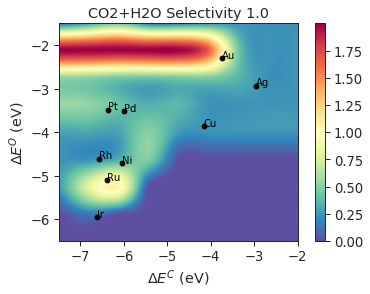 CO2+H2O Selectivity 1.0
ΔE^O (eV)
−2
−3
−4
−5
−6
Au
Ag
Pt
Pd
Cu
Rh
Ni
Ru
Ir
−7
−6
−5
−4
−3
−2
ΔE^C (eV)
1.75
1.50
1.25
1.00
0.75
0.50
0.25
0.00